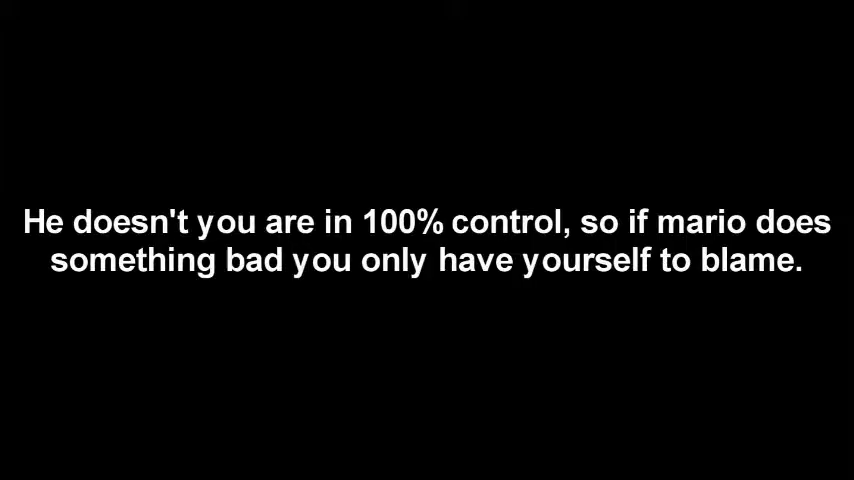 He doesn't you are in 100% control, so if mario does
something bad you only have yourself to blame.